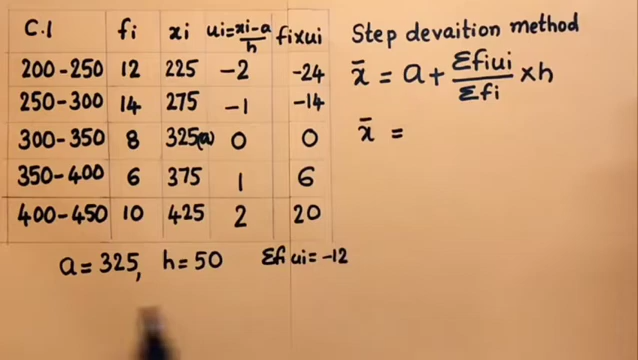 C.I fi xi ui=xi-a/h fixui
200-250 12 225 -2 -24
250-300 14 275 -1 -14
300-350 8 325(a) 0 0
350-400 6 375 1 6
400-450 10 425 2 20
a=325, h=50 Σfiui=-12
Step devaition method
x̄ = a+ Σfiui/Σfi ×h
x̄ =